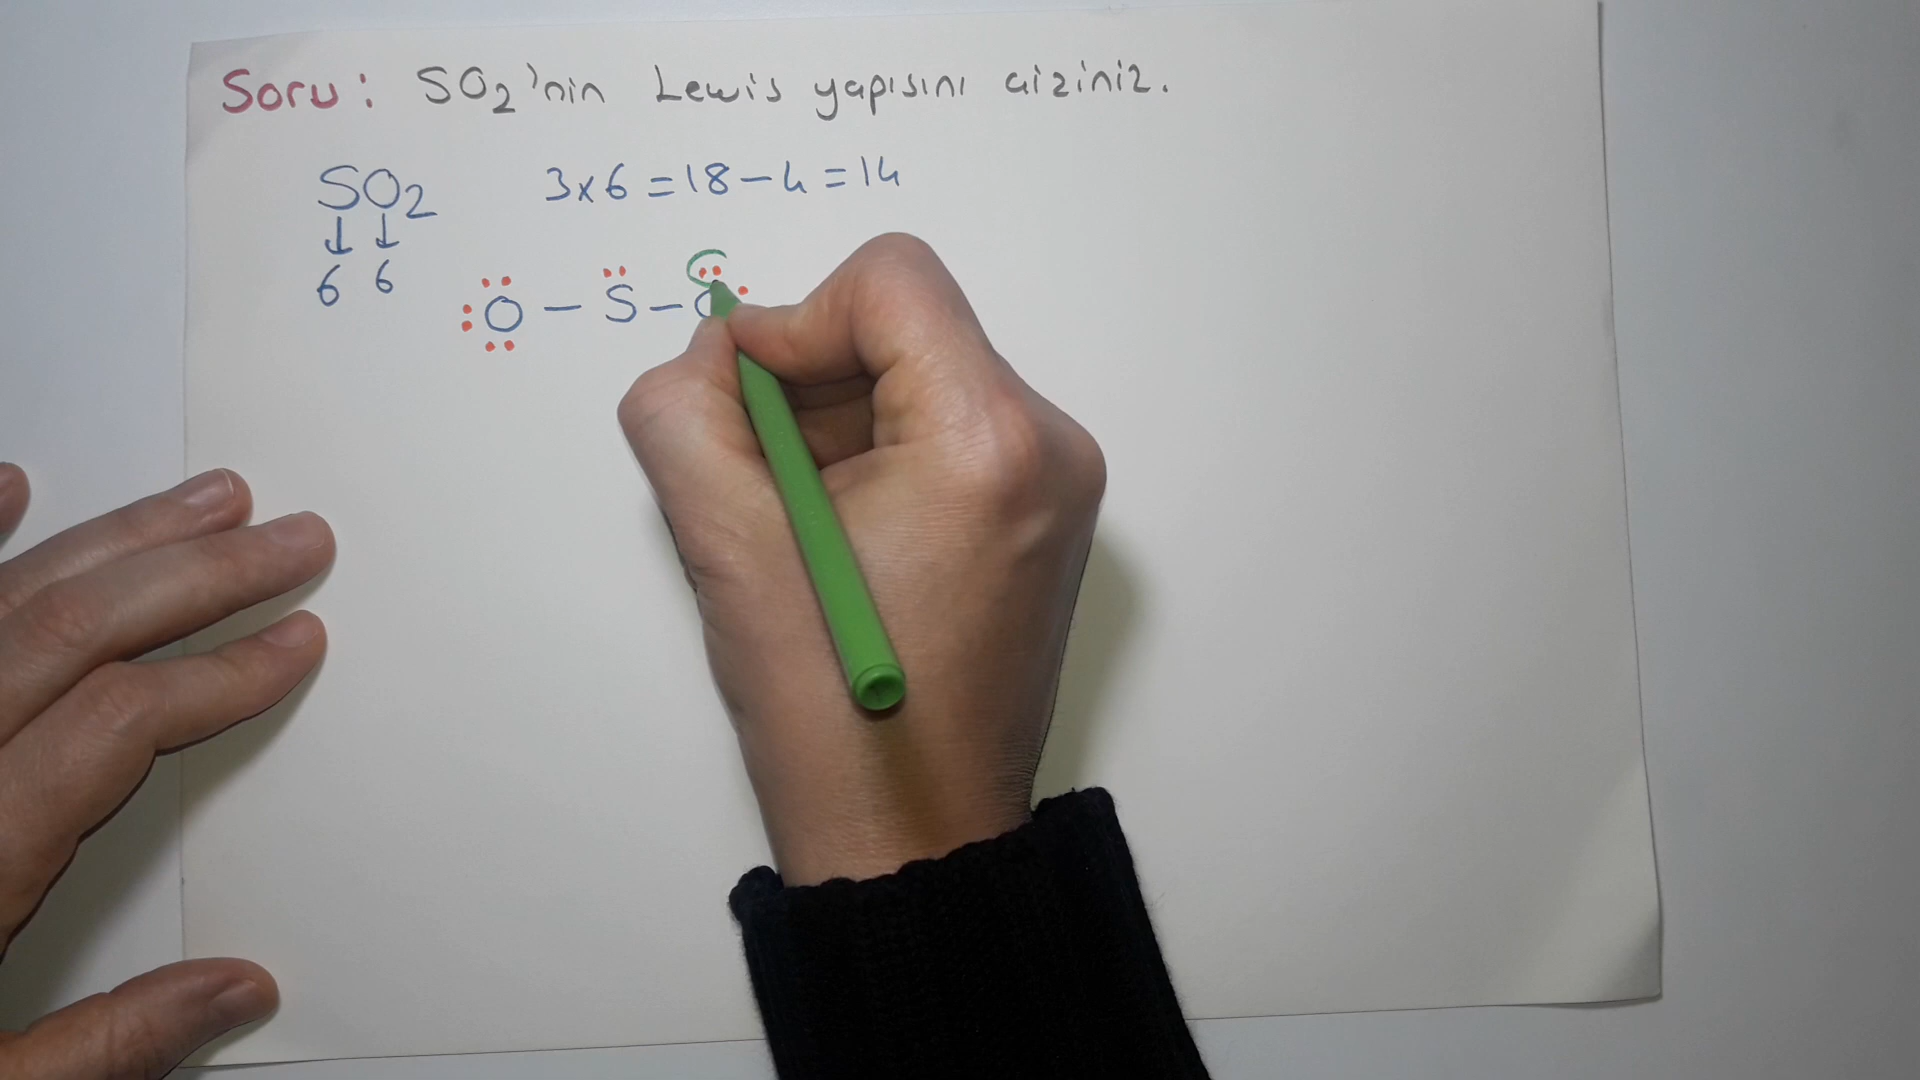 Soru: SO₂'nin Lewis yapısını çiziniz.
SO₂ 3x6=18-4=14
↓ ↓
6 6
O - S - O